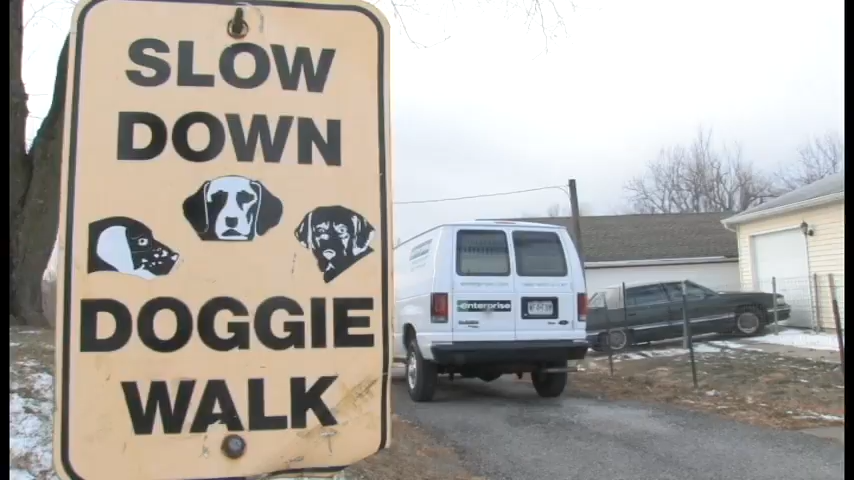 SLOW
DOWN
DOGGIE
WALK
enterprise